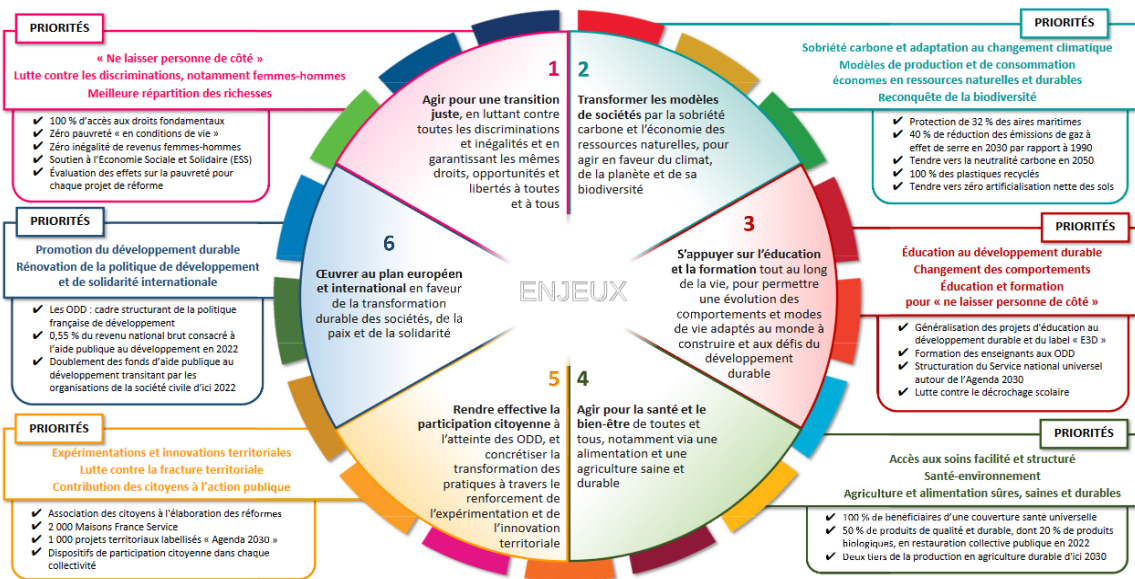 PRIORITÉS
« Ne laisser personne de côté »
Lutte contre les discriminations, notamment femmes-hommes
Meilleure répartition des richesses
✔ 100 % d'accès aux droits fondamentaux
✔ Zéro pauvreté « en conditions de vie »
✔ Zéro inégalité de revenus femmes-hommes
✔ Soutien à l'Economie Sociale et Solidaire (ESS)
✔ Évaluation des effets sur la pauvreté pour
chaque projet de réforme
1
Agir pour une transition
juste, en luttant contre
toutes les discriminations
et inégalités et en
garantissant les mêmes
droits, opportunités et
libertés à toutes
et à tous
2
Transformer les modèles
de sociétés par la sobriété
carbone et l'économie des
ressources naturelles, pour
agir en faveur du climat,
de la planète et de sa
biodiversité
PRIORITÉS
Sobriété carbone et adaptation au changement climatique
Modèles de production et de consommation
économes en ressources naturelles et durables
Reconquête de la biodiversité
✔ Protection de 32 % des aires maritimes
✔ 40 % de réduction des émissions de gaz à
effet de serre en 2030 par rapport à 1990
✔ Tendre vers la neutralité carbone en 2050
✔ 100 % des plastiques recyclés
✔ Tendre vers zéro artificialisation nette des sols
PRIORITÉS
Promotion du développement durable
Rénovation de la politique de développement
et de solidarité internationale
✔ Les ODD : cadre structurant de la politique
française de développement
✔ 0,55 % du revenu national brut consacré à
l'aide publique au développement en 2022
✔ Doublement des fonds d'aide publique au
développement transitant par les
organisations de la société civile d'ici 2022
6
Œuvrer au plan européen
et international en faveur
de la transformation
durable des sociétés, de la
paix et de la solidarité
ENJEUX
3
S'appuyer sur l'éducation
et la formation tout au long
de la vie, pour permettre
une évolution des
comportements et modes
de vie adaptés au monde à
construire et aux défis du
développement
durable
PRIORITÉS
Éducation au développement durable
Changement des comportements
Éducation et formation
pour « ne laisser personne de côté »
✔ Généralisation des projets d'éducation au
développement durable et du label « E3D »
✔ Formation des enseignants aux ODD
✔ Structuration du Service national universel
autour de l'Agenda 2030
✔ Lutte contre le décrochage scolaire
PRIORITÉS
Expérimentations et innovations territoriales
Lutte contre la fracture territoriale
Contribution des citoyens à l'action publique
✔ Association des citoyens à l'élaboration des réformes
✔ 2 000 Maisons France Service
✔ 1 000 projets territoriaux labellisés « Agenda 2030 »
✔ Dispositifs de participation citoyenne dans chaque
collectivité
5
Rendre effective la
participation citoyenne à
l'atteinte des ODD, et
concrétiser la
transformation des
pratiques à travers le
renforcement de
l'expérimentation et de
l'innovation
territoriale
4
Agir pour la santé et le
bien-être de toutes et
tous, notamment via une
alimentation et une
agriculture saine et
durable
PRIORITÉS
Accès aux soins facilité et structuré
Santé-environnement
Agriculture et alimentation sûres, saines et durables
✔ 100 % de bénéficiaires d'une couverture santé universelle
✔ 50 % de produits de qualité et durable, dont 20 % de produits
biologiques, en restauration collective publique en 2022
✔ Deux tiers de la production en agriculture durable d'ici 2030